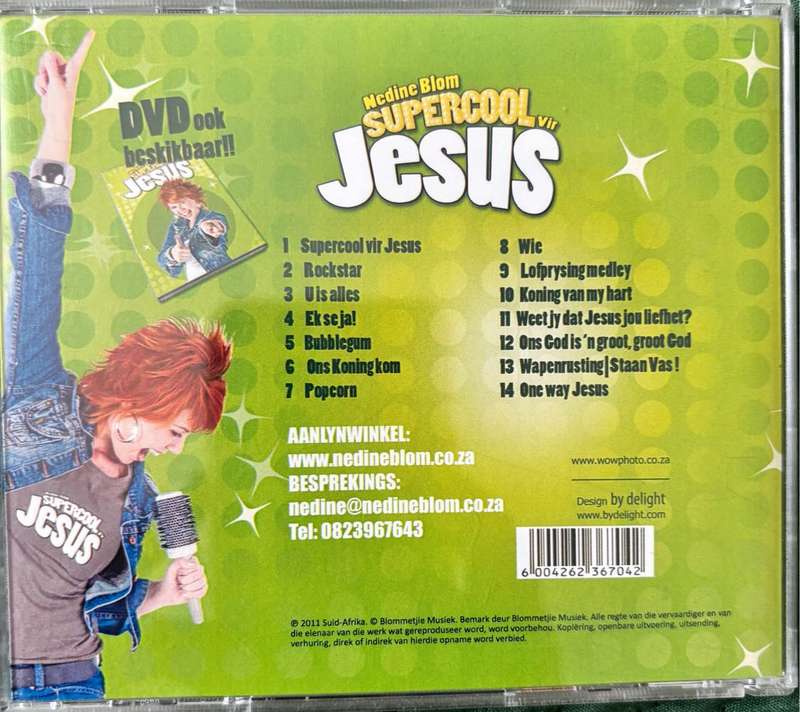 DVD ook
beskikbaar!!
Jesus
Nedine Blom
SUPERCOOL vir
Jesus
1 Supercool vir Jesus
2 Rockstar
3 U is alles
4 Ek se ja!
5 Bubblegum
6 Ons Koning kom
7 Popcorn
8 Wie
9 Lofprysing medley
10 Koning van my hart
11 Weet jy dat Jesus jou liefhet?
12 Ons God is 'n groot, groot God
13 Wapenrusting|Staan Vas!
14 One way Jesus
AANLYNWINKEL:
www.nedineblom.co.za
BESPREKINGS:
nedine@nedineblom.co.za
Tel: 0823967643
www.wowphoto.co.za
Design by delight
www.bydelight.com
6 004262 367042
SUPERCOOL...
Jesus
℗ 2011 Suid-Afrika. © Blommetjie Musiek. Bemark deur Blommetjie Musiek. Alle regte van die vervaardiger en van
die eienaar van die werk wat gereproduseer word, word voorbehou. Kopiëring, openbare uitvoering, uitsending,
verhuring, direk of indirek van hierdie opname word verbied.